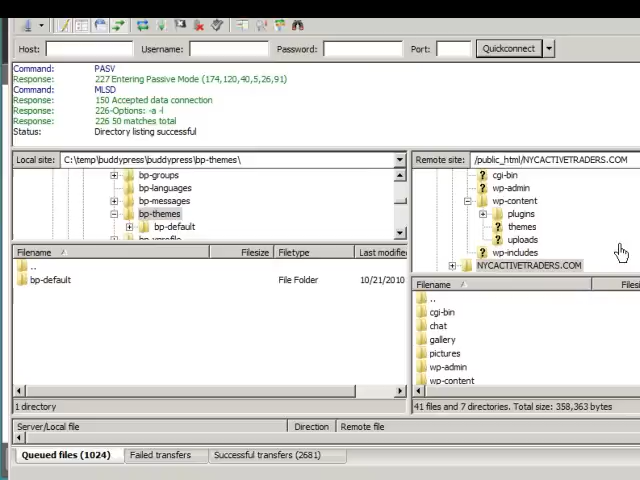 Host: Username: Password: Port: Quickconnect
Command: PASV
Response: 227 Entering Passive Mode (174,120,40,5,26,91)
Command: MLSD
Response: 150 Accepted data connection
Response: 226-Options: -a -l
Response: 226 50 matches total
Status: Directory listing successful
Local site: C:\temp\buddypress\buddypress\bp-themes\
bp-groups
bp-languages
bp-messages
bp-themes
bp-default
Filename Filesize Filetype Last modified
..
bp-default File Folder 10/21/2010
1 directory
Remote site: /public_html/NYCACTIVETRADERS.COM
cgi-bin
wp-admin
wp-content
plugins
themes
uploads
wp-includes
NYCACTIVETRADERS.COM
Filename Filesi
..
cgi-bin
chat
gallery
pictures
wp-admin
wp-content
41 files and 7 directories. Total size: 358,363 bytes
Server/Local file Direction Remote file
Queued files (1024) Failed transfers Successful transfers (2681)